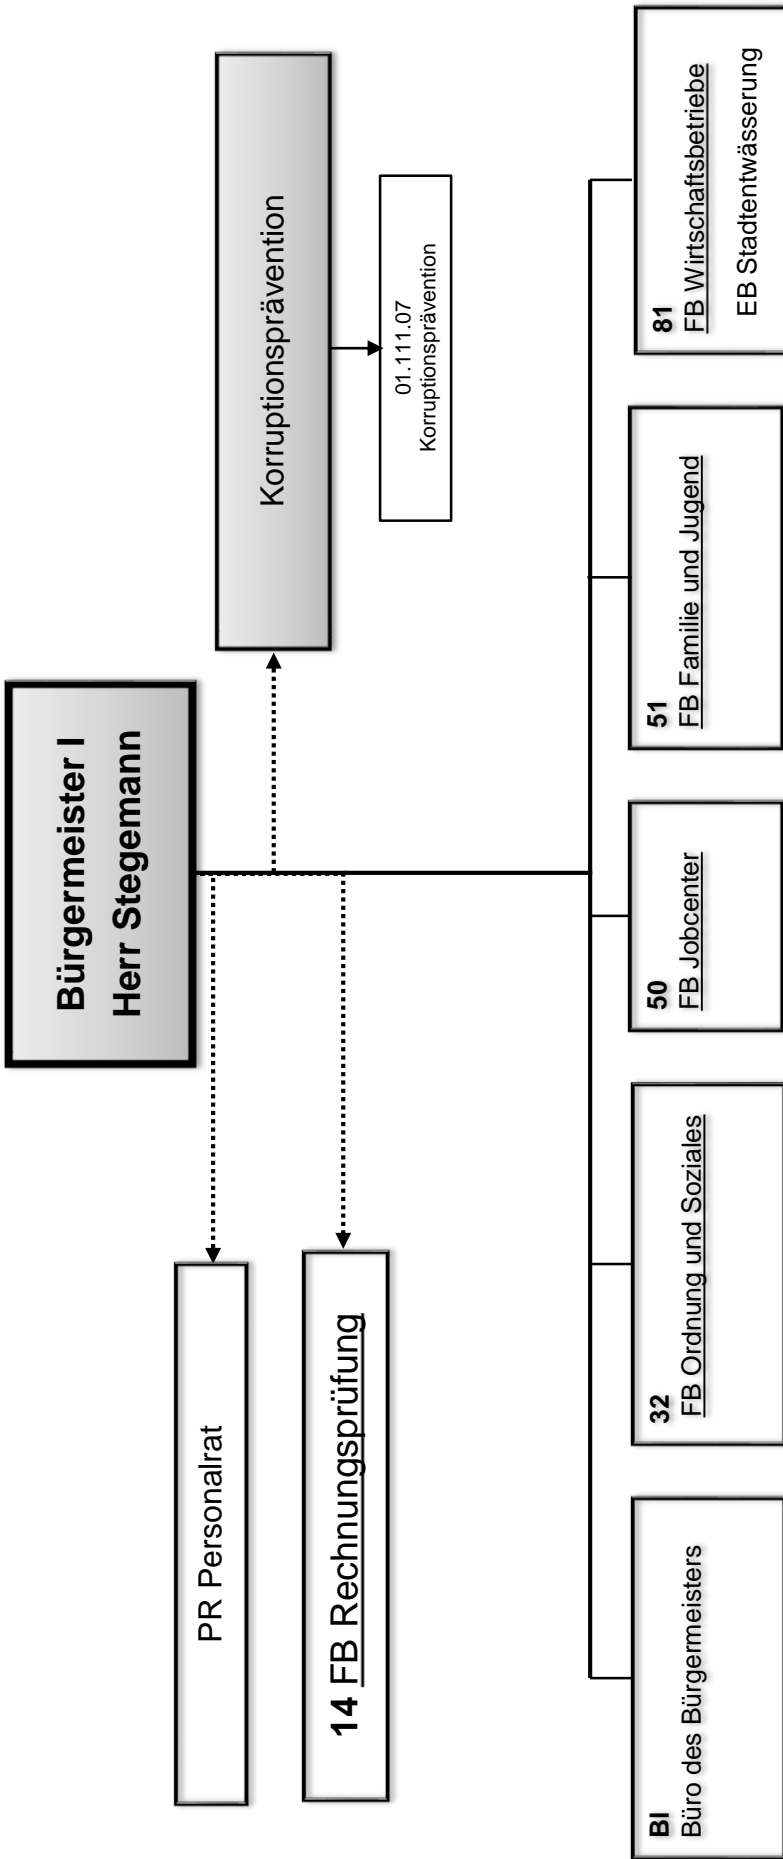 Bürgermeister I
Herr Stegemann
PR Personalrat
14 FB Rechnungsprüfung
Korruptionsprävention
01.111.07
Korruptionsprävention
BI
Büro des Bürgermeisters
32
FB Ordnung und Soziales
50
FB Jobcenter
51
FB Familie und Jugend
81
FB Wirtschaftsbetriebe
EB Stadtentwässerung